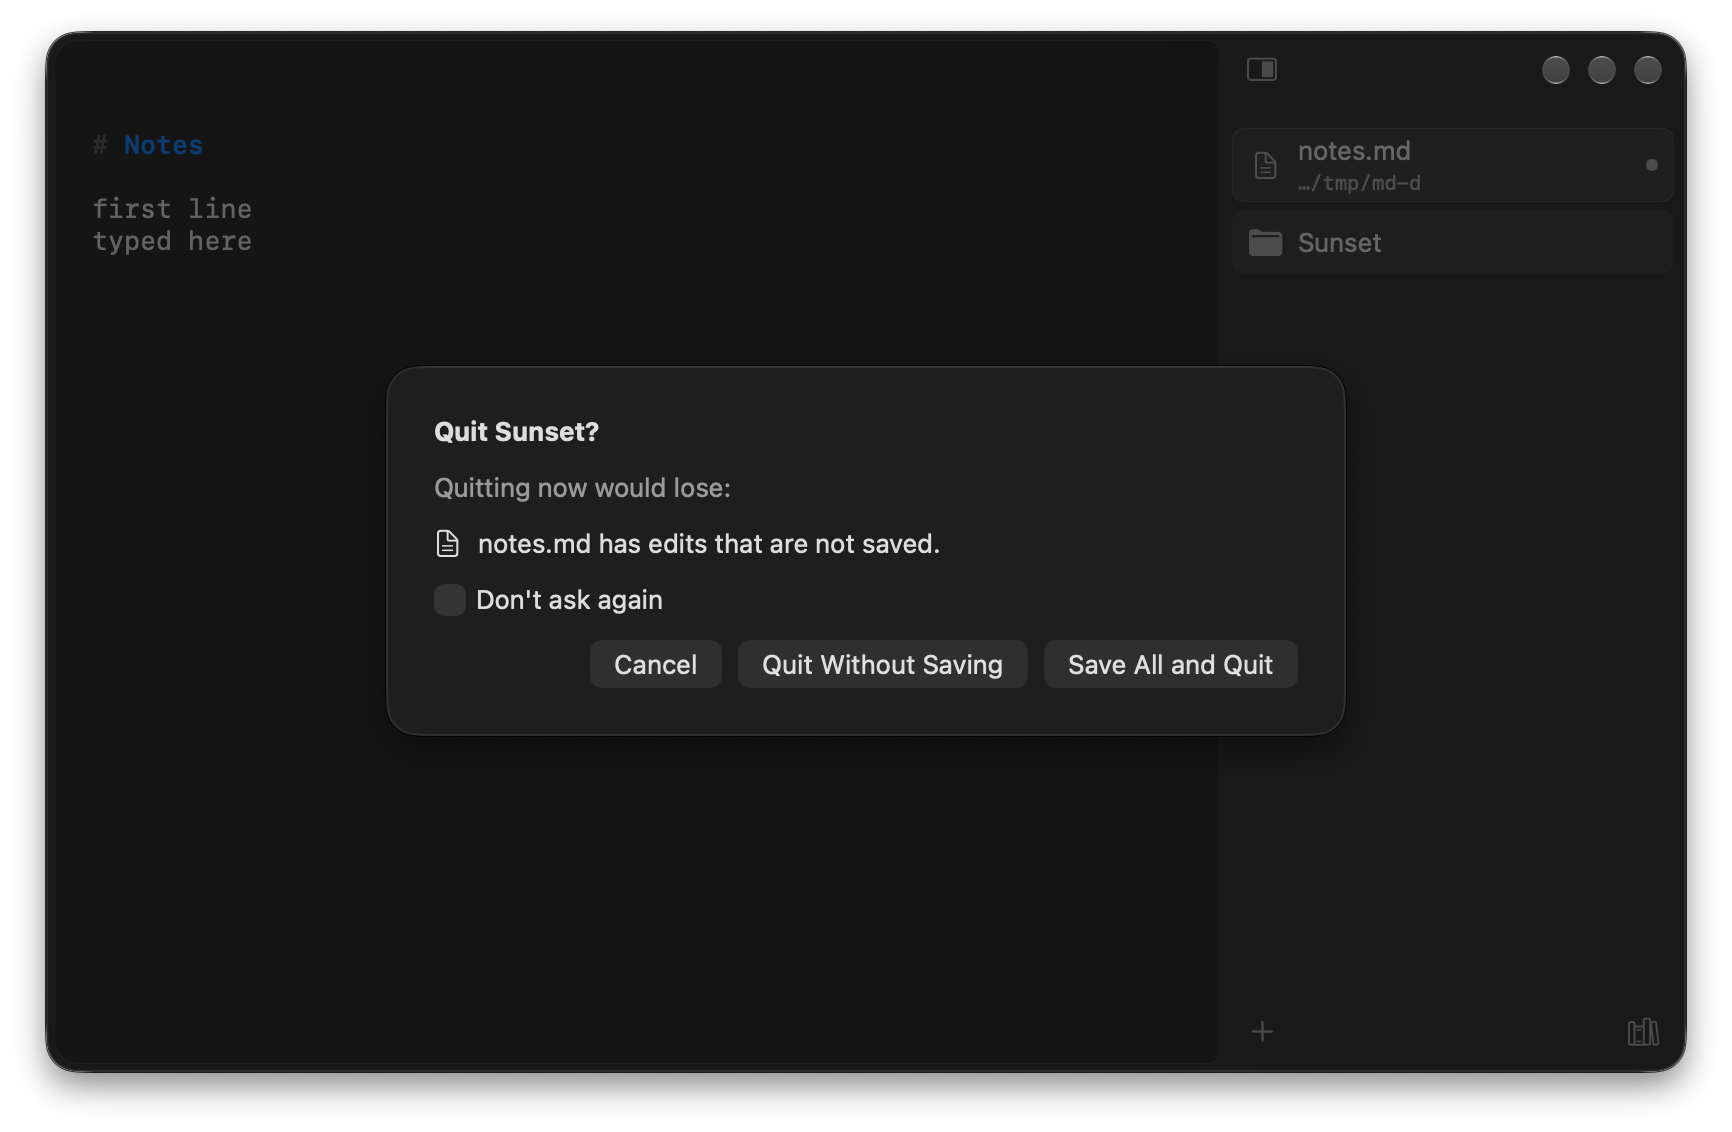 # Notes
first line
typed here
notes.md
…/tmp/md-d
Sunset
Quit Sunset?
Quitting now would lose:
notes.md has edits that are not saved.
Don't ask again
Cancel
Quit Without Saving
Save All and Quit